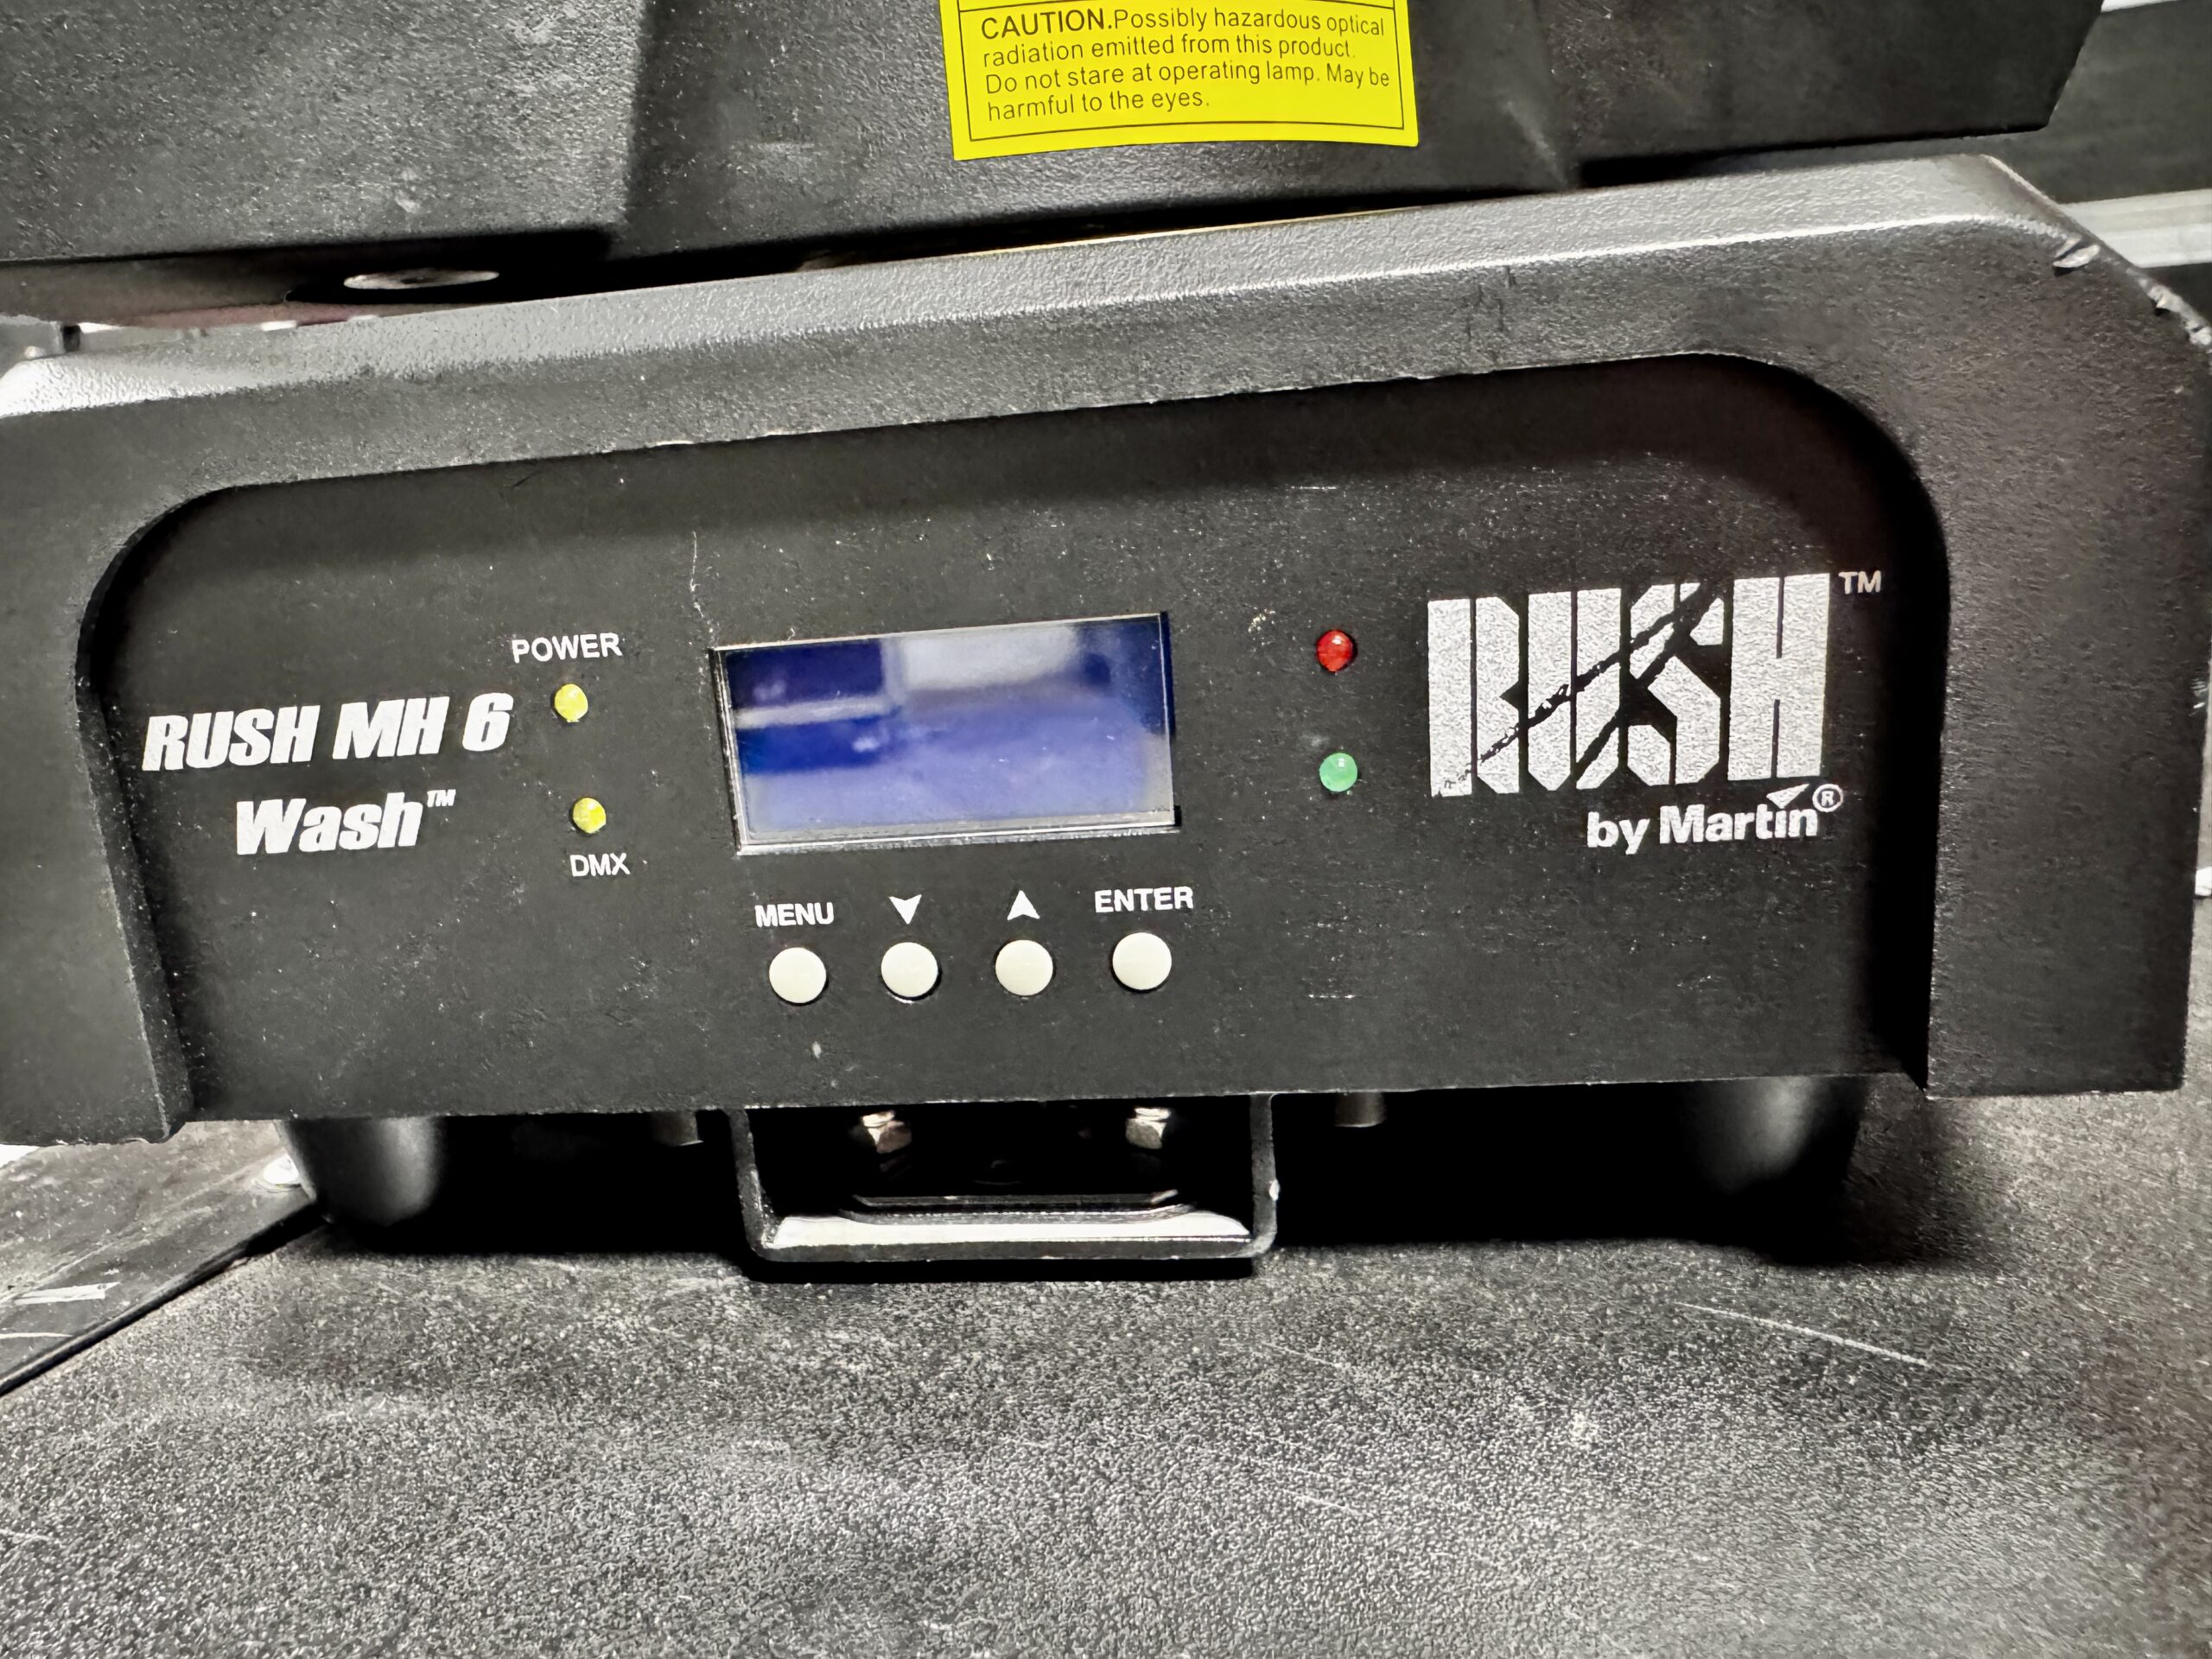 CAUTION.Possibly hazardous optical
radiation emitted from this product.
Do not stare at operating lamp. May be
harmful to the eyes.
POWER
RUSH MH 6
Wash™
DMX
MENU
ENTER
RUSH™
by Martin®